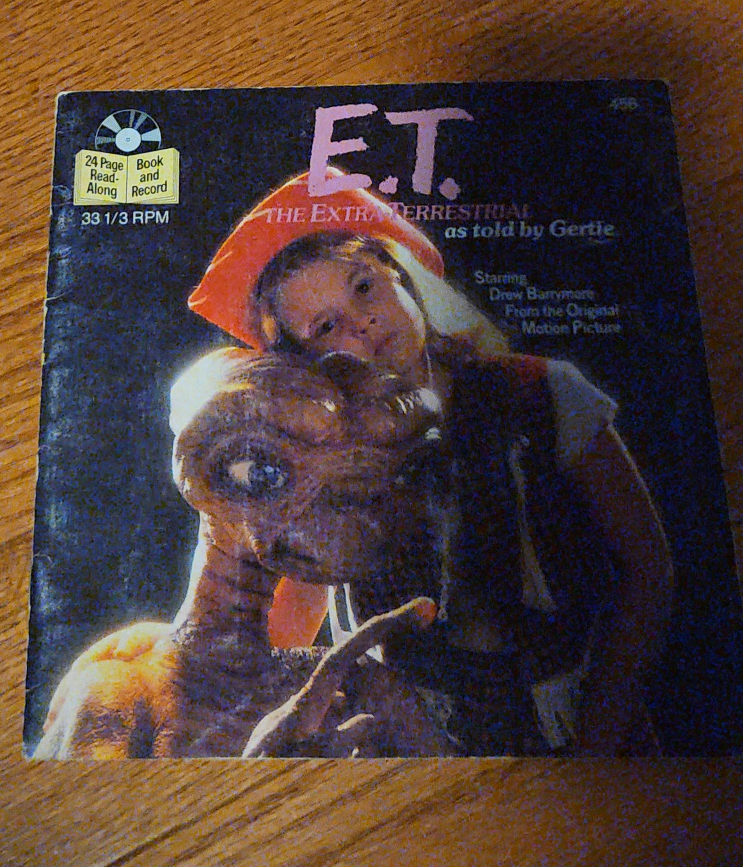 456
E.T.
THE EXTRA-TERRESTRIAL
as told by Gertie
24 Page
Read-
Along
Book
and
Record
33 1/3 RPM
Starring
Drew Barrymore
From the Original
Motion Picture